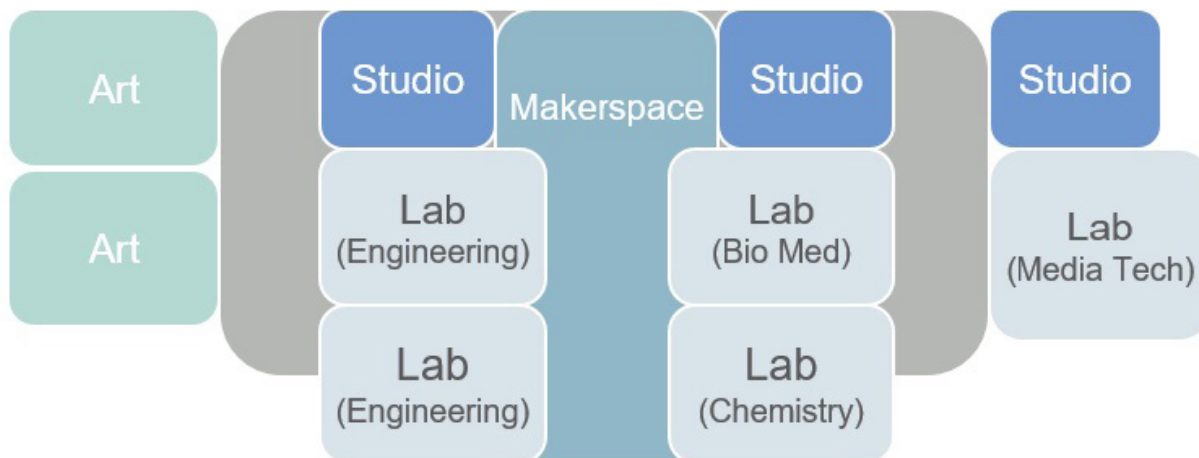 Art
Studio
Makerspace
Studio
Studio
Art
Lab
(Engineering)
Lab
(Bio Med)
Lab
(Media Tech)
Lab
(Engineering)
Lab
(Chemistry)